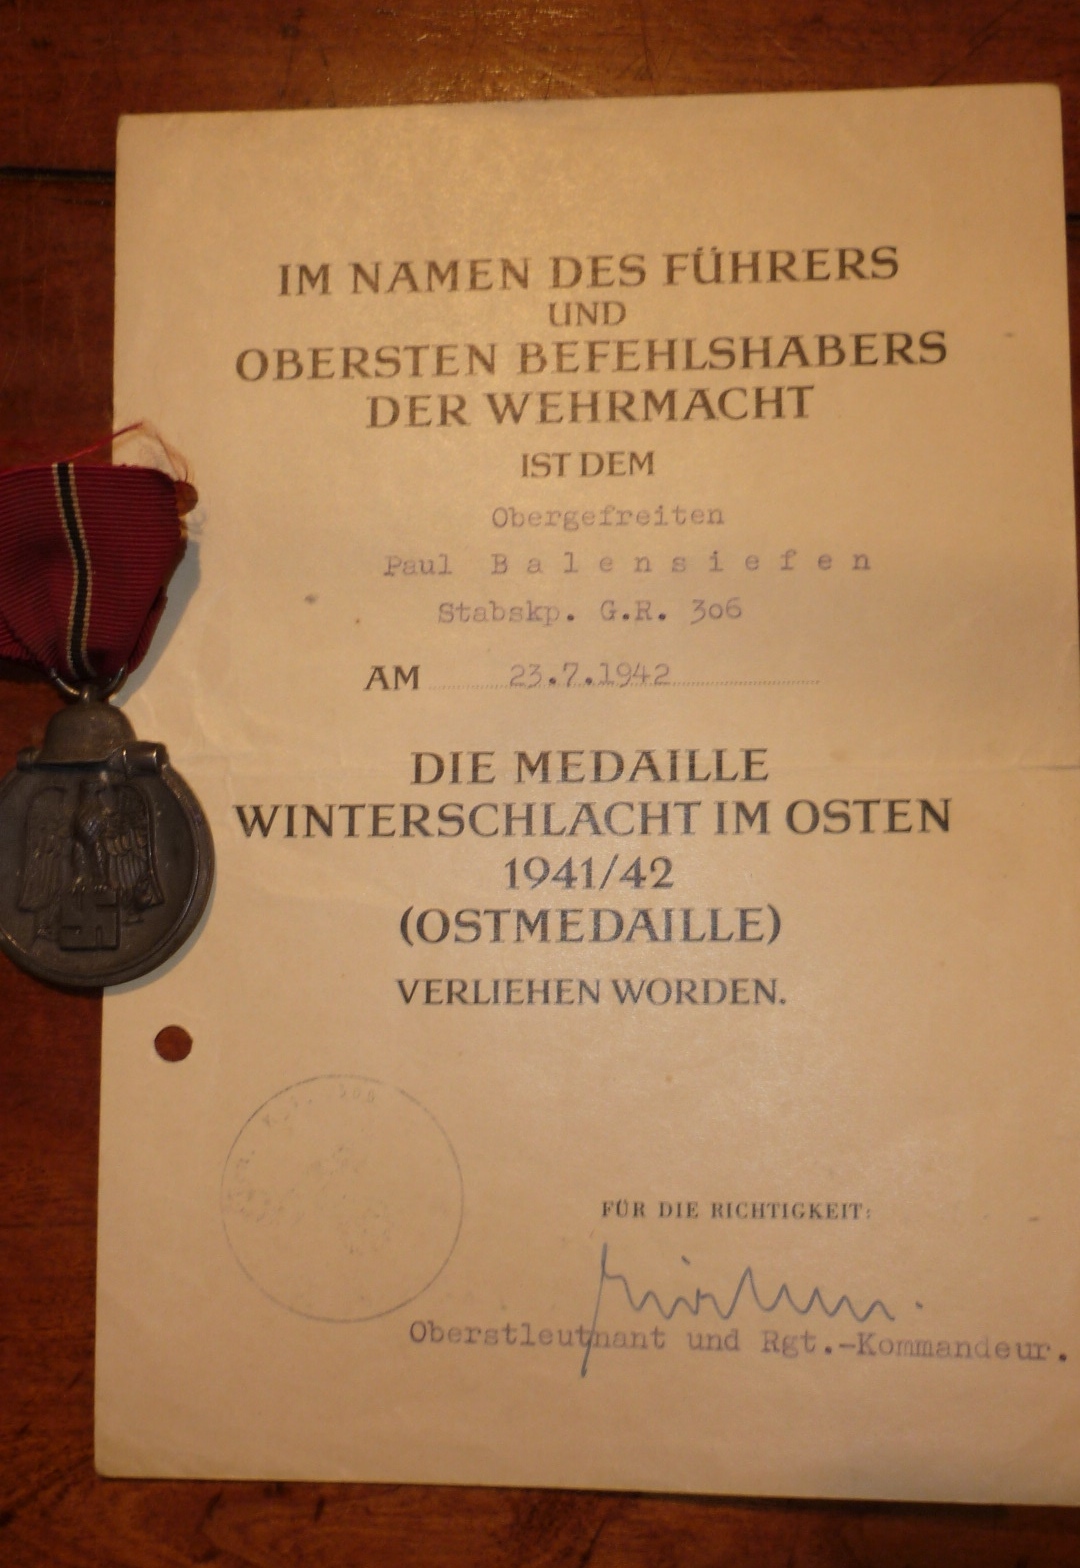 IM NAMEN DES FÜHRERS
UND
OBERSTEN BEFEHLSHABERS
DER WEHRMACHT
IST DEM
Obergefreiten
Paul Balensiefen
Stabskp. G.R. 306
AM 23.7.1942
DIE MEDAILLE
WINTERSCHLACHT IM OSTEN
1941/42
(OSTMEDAILLE)
VERLIEHEN WORDEN.
FÜR DIE RICHTIGKEIT:
Oberstleutnant und Rgt.-Kommandeur.